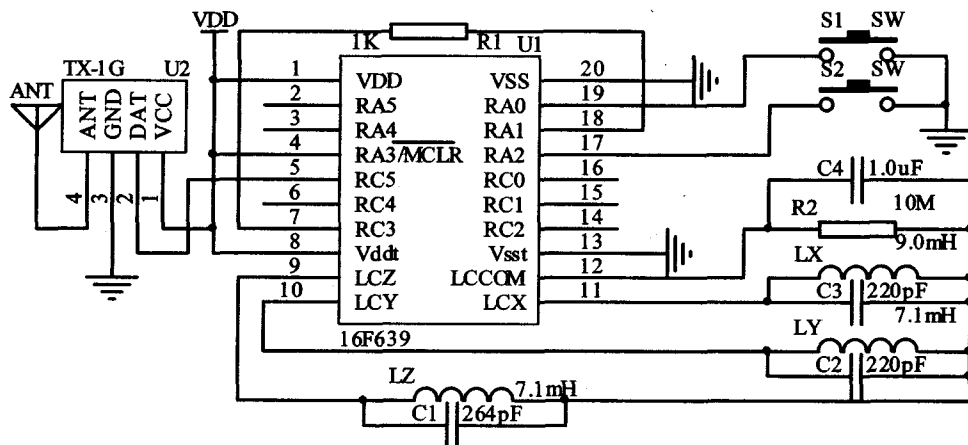 VDD
1K
R1
U1
S1
SW
S2
SW
TX-1G
U2
ANT
ANT
GND
DAT
VCC
4
3
2
1
1
VDD
VSS
20
2
RA5
RA0
19
3
RA4
RA1
18
4
RA3/MCLR
RA2
17
5
RC5
RC0
16
6
RC4
RC1
15
7
RC3
RC2
14
8
Vddt
Vsst
13
9
LCZ
LCCOM
12
10
LCY
LCX
11
16F639
C4
1.0uF
10M
R2
9.0mH
LX
C3
220pF
7.1mH
LY
C2
220pF
LZ
7.1mH
C1
264pF